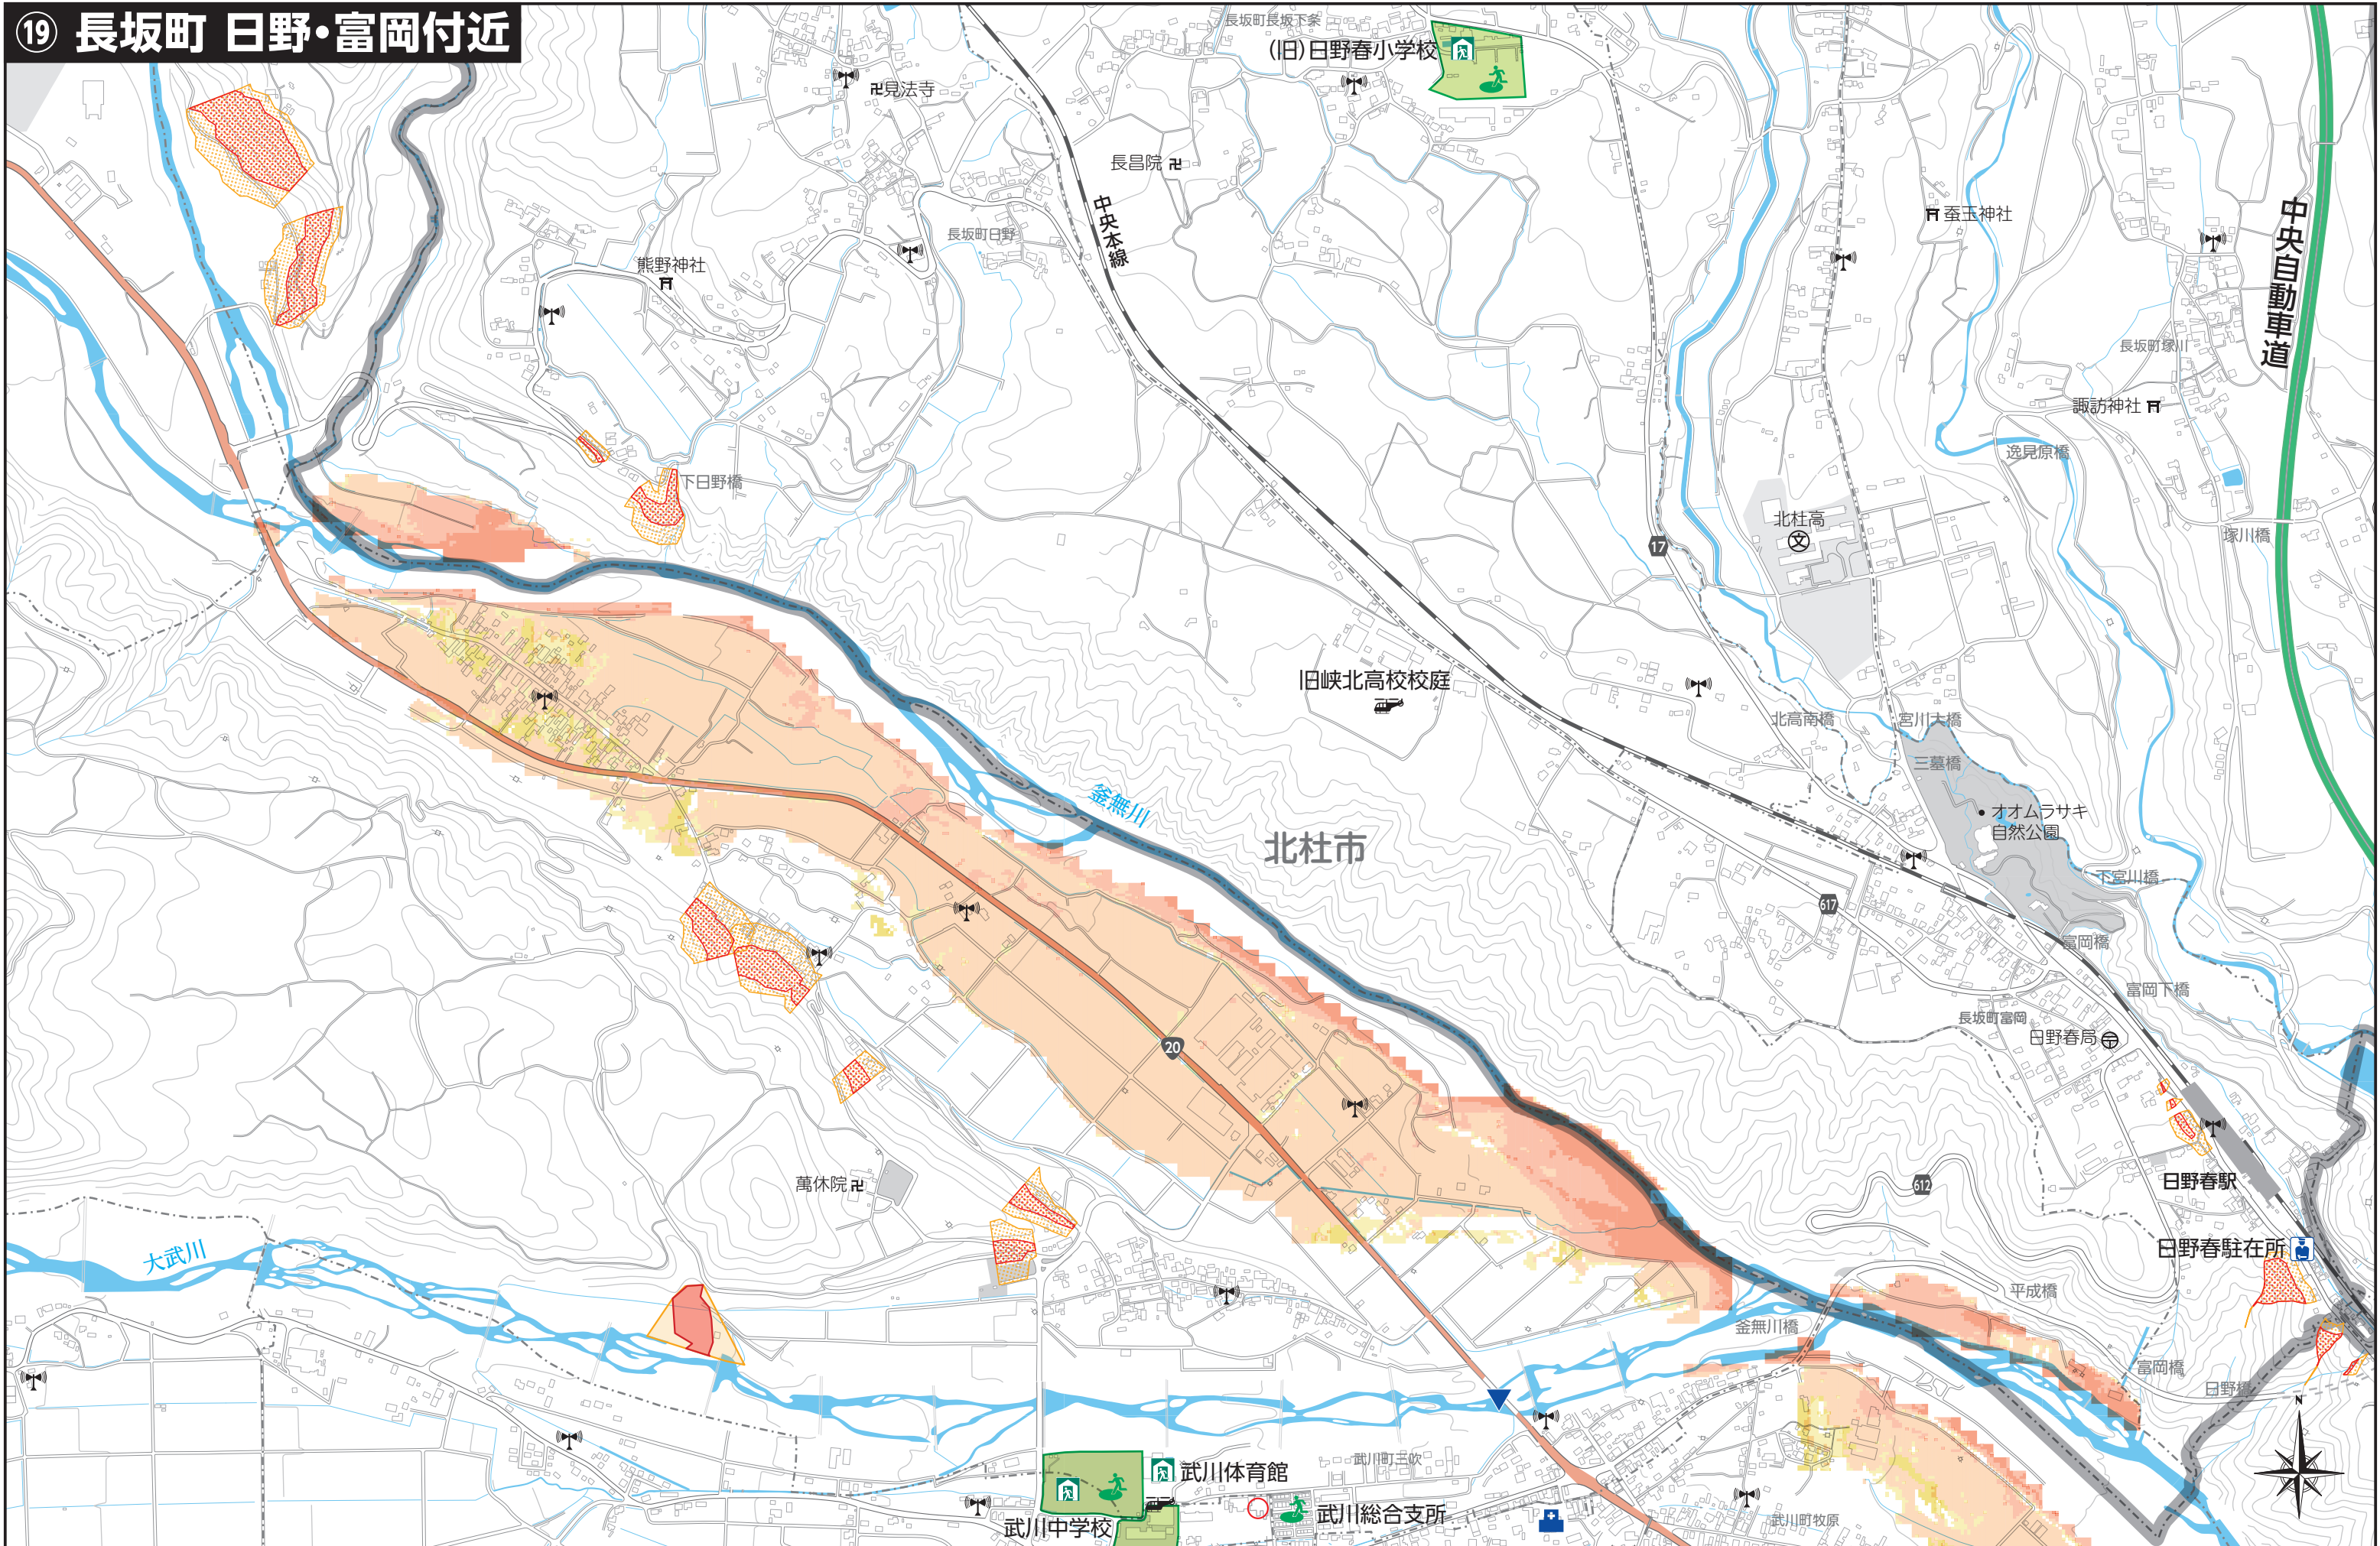 ⑲ 長坂町 日野・富岡付近
長坂町長坂下条
(旧)日野春小学校
卍見法寺
長昌院卍
中央本線
長坂町日野
熊野神社
蚕玉神社
中央自動車道
長坂町塚川
諏訪神社
逸見原橋
下日野橋
北杜高
文
塚川橋
17
旧峡北高校校庭
北高南橋
宮川大橋
三墓橋
釜無川
オオムラサキ
自然公園
北杜市
下宮川橋
617
富岡橋
富岡下橋
長坂町富岡
日野春局
20
萬休院卍
612
日野春駅
大武川
日野春駐在所
平成橋
釜無川橋
富岡橋
日野橋
N
武川町三吹
武川体育館
武川中学校
武川総合支所
武川町牧原